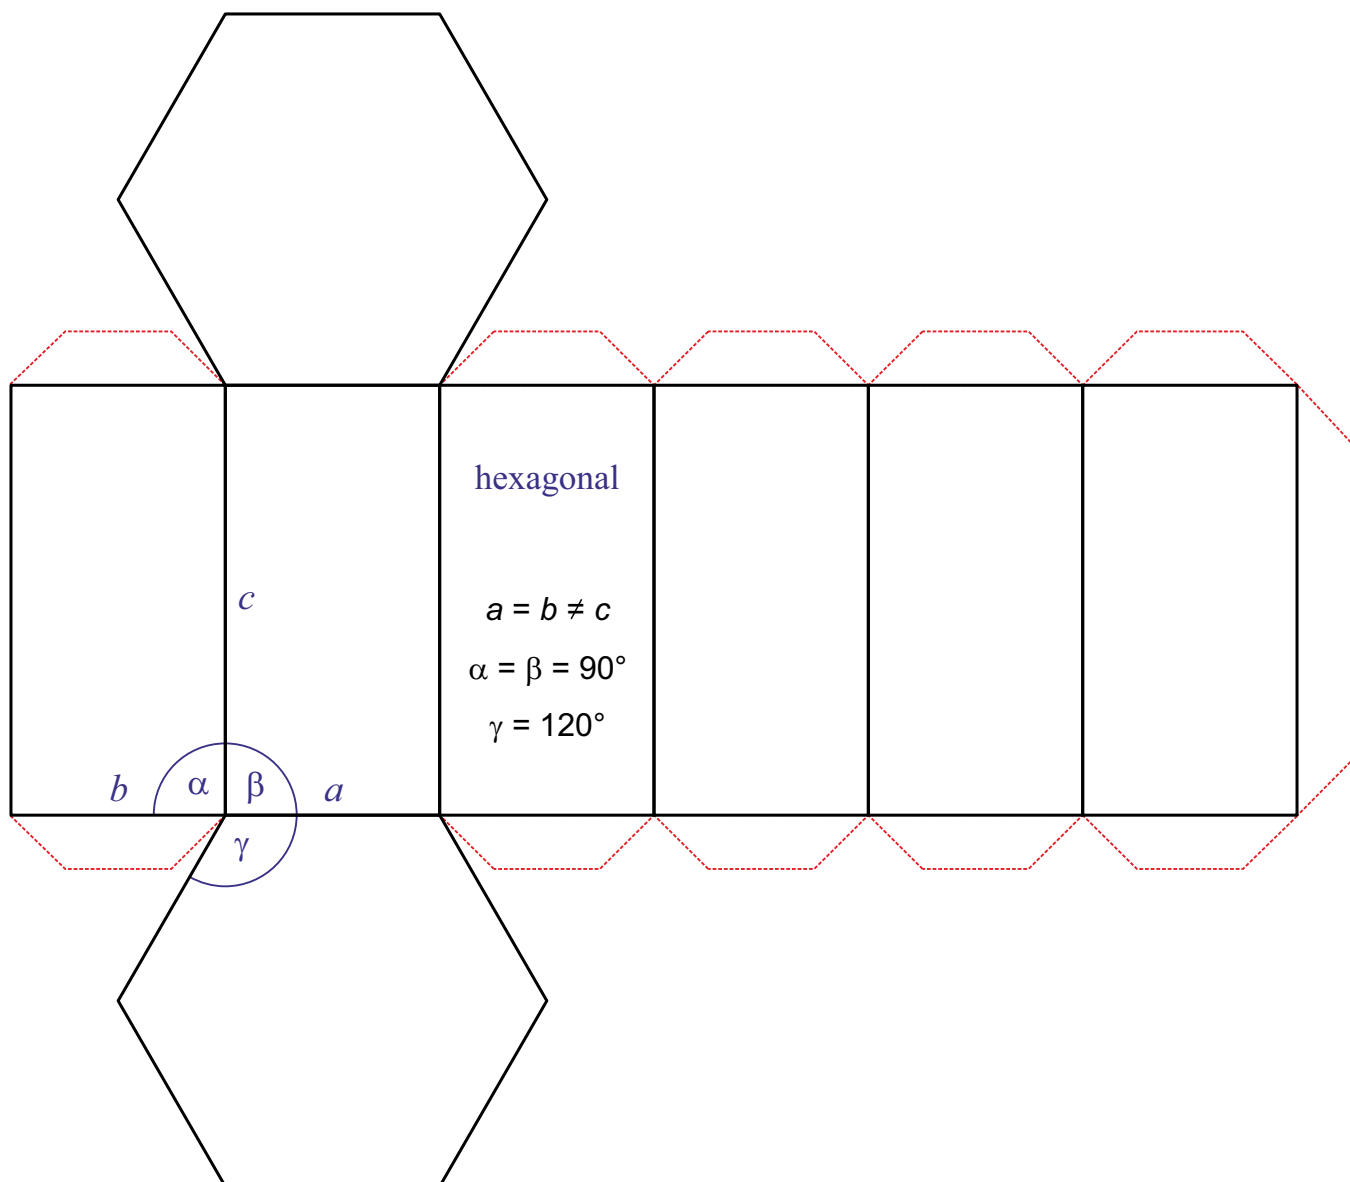 hexagonal
c
a = b ≠ c
α = β = 90°
γ = 120°
b α β a
γ